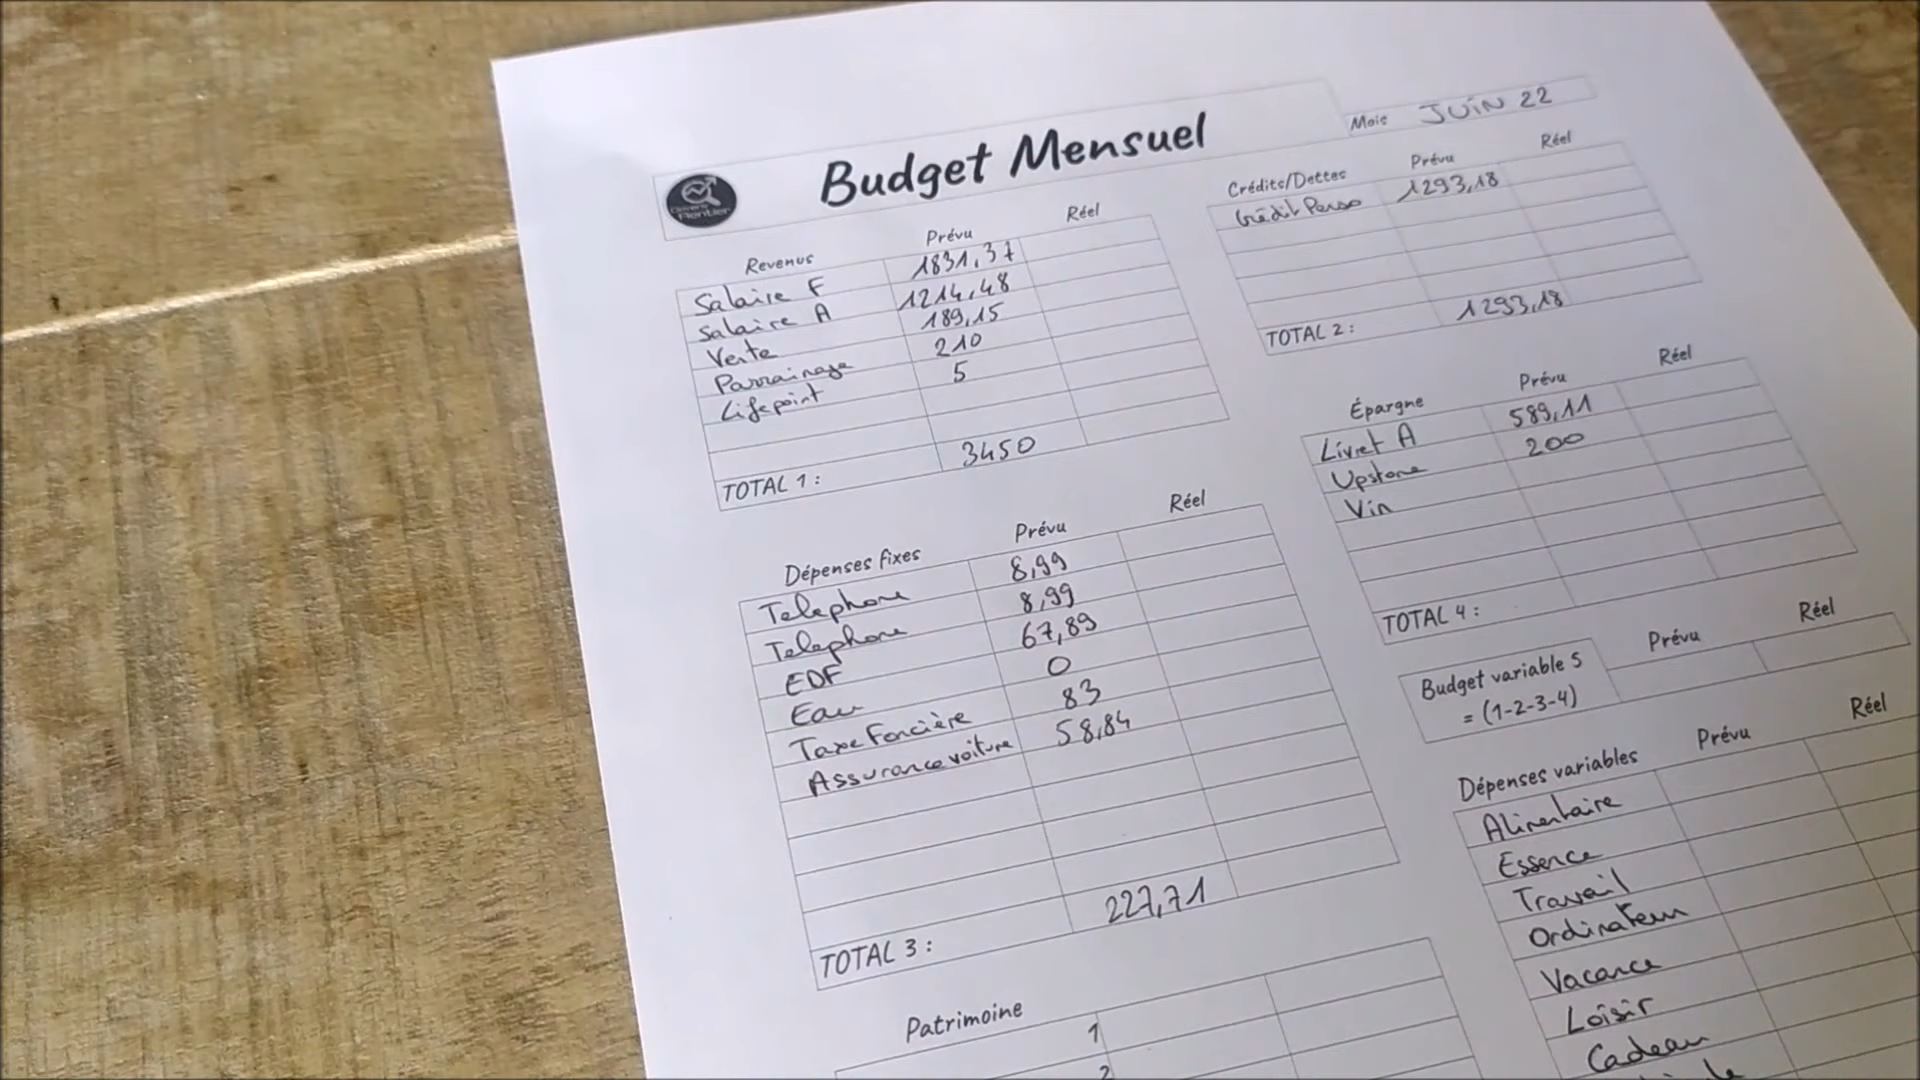 Budget Mensuel
Mois JUIN 22
Rentier
Revenus Prévu Réel
Salaire F 1831,37
Salaire A 1214,48
Vente 189,15
Parrainage 210
Lifepoint 5
TOTAL 1 : 3450
Dépenses fixes Prévu Réel
Telephone 8,99
Telephone 8,99
EDF 67,89
Eau 0
Taxe Foncière 83
Assurance voiture 58,84
TOTAL 3 : 227,71
Patrimoine
1
2
Crédits/Dettes Prévu Réel
Crédit Perso 1293,18
TOTAL 2 : 1293,18
Épargne Prévu Réel
Livret A 589,11
Upstone 200
Vin
TOTAL 4 :
Budget variable 5 Prévu Réel
= (1-2-3-4)
Dépenses variables Prévu Réel
Alimentaire
Essence
Travail
Ordinateur
Vacance
Loisir
Cadeau